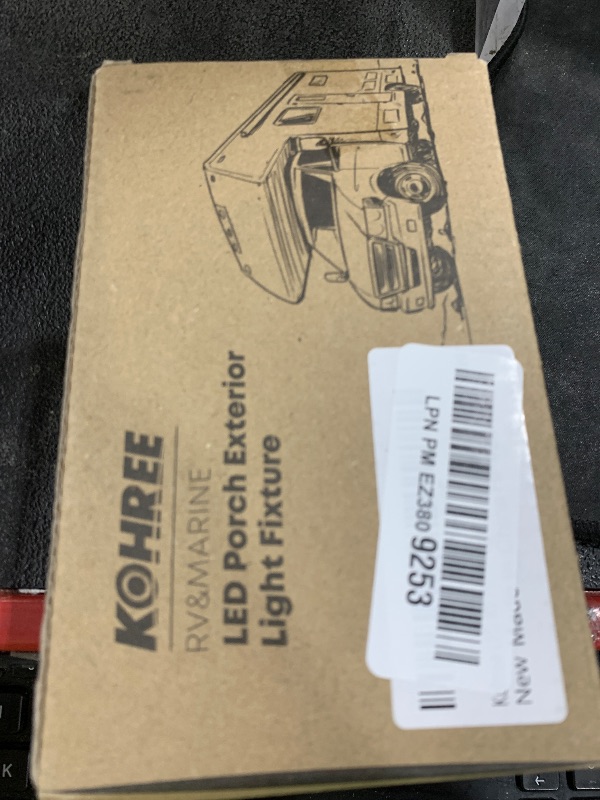 KOHREE
RV&MARINE
LED Porch Exterior
Light Fixture
LPN PM EZ380 9253
New
K